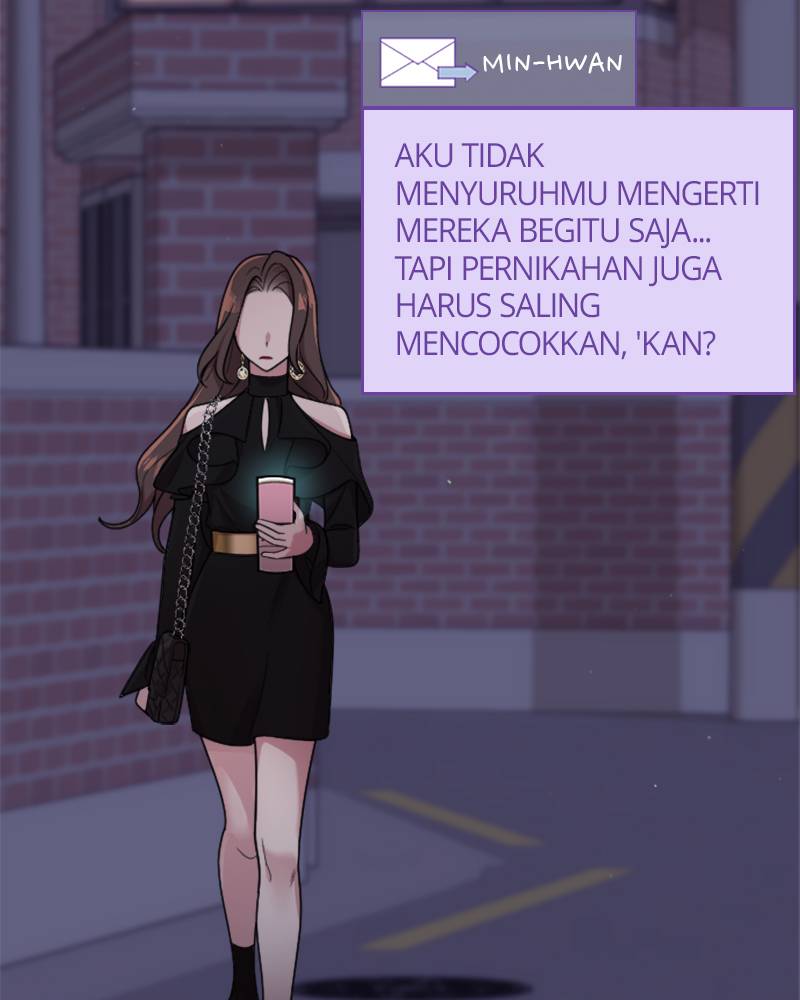 MIN-HWAN
AKU TIDAK
MENYURUHMU MENGERTI
MEREKA BEGITU SAJA...
TAPI PERNIKAHAN JUGA
HARUS SALING
MENCOCOKKAN, 'KAN?